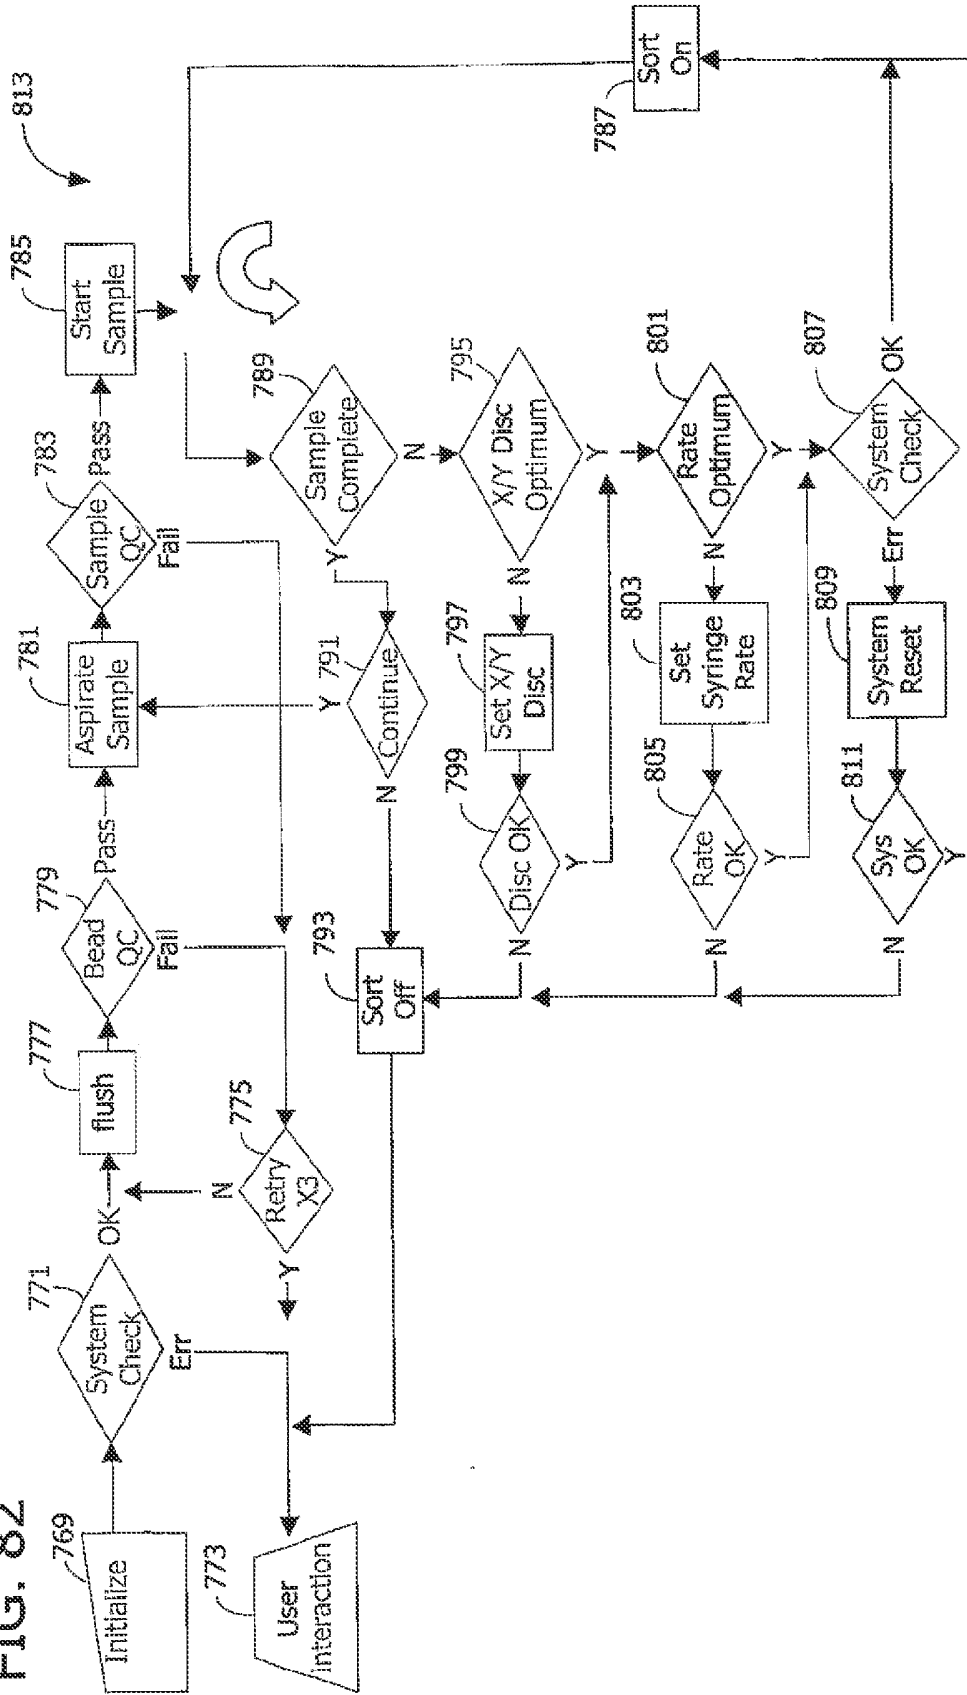 FIG. 82
769
Initialize
771
System
Check
OK
Err
773
User
Interaction
775
Retry
X3
N
Y
777
flush
779
Bead
QC
Pass
Fail
781
Aspirate
Sample
783
Sample
QC
Pass
Fail
785
Start
Sample
813
787
Sort
On
789
Sample
Complete
Y
N
791
Continue
Y
N
793
Sort
Off
795
X/Y Disc
Optimum
N
Y
797
Set X/Y
Disc
799
Disc OK
Y
N
801
Rate
Optimum
N
Y
803
Set
Syringe
Rate
805
Rate
OK
Y
N
807
System
Check
OK
Err
809
System
Reset
811
Sys
OK
Y
N